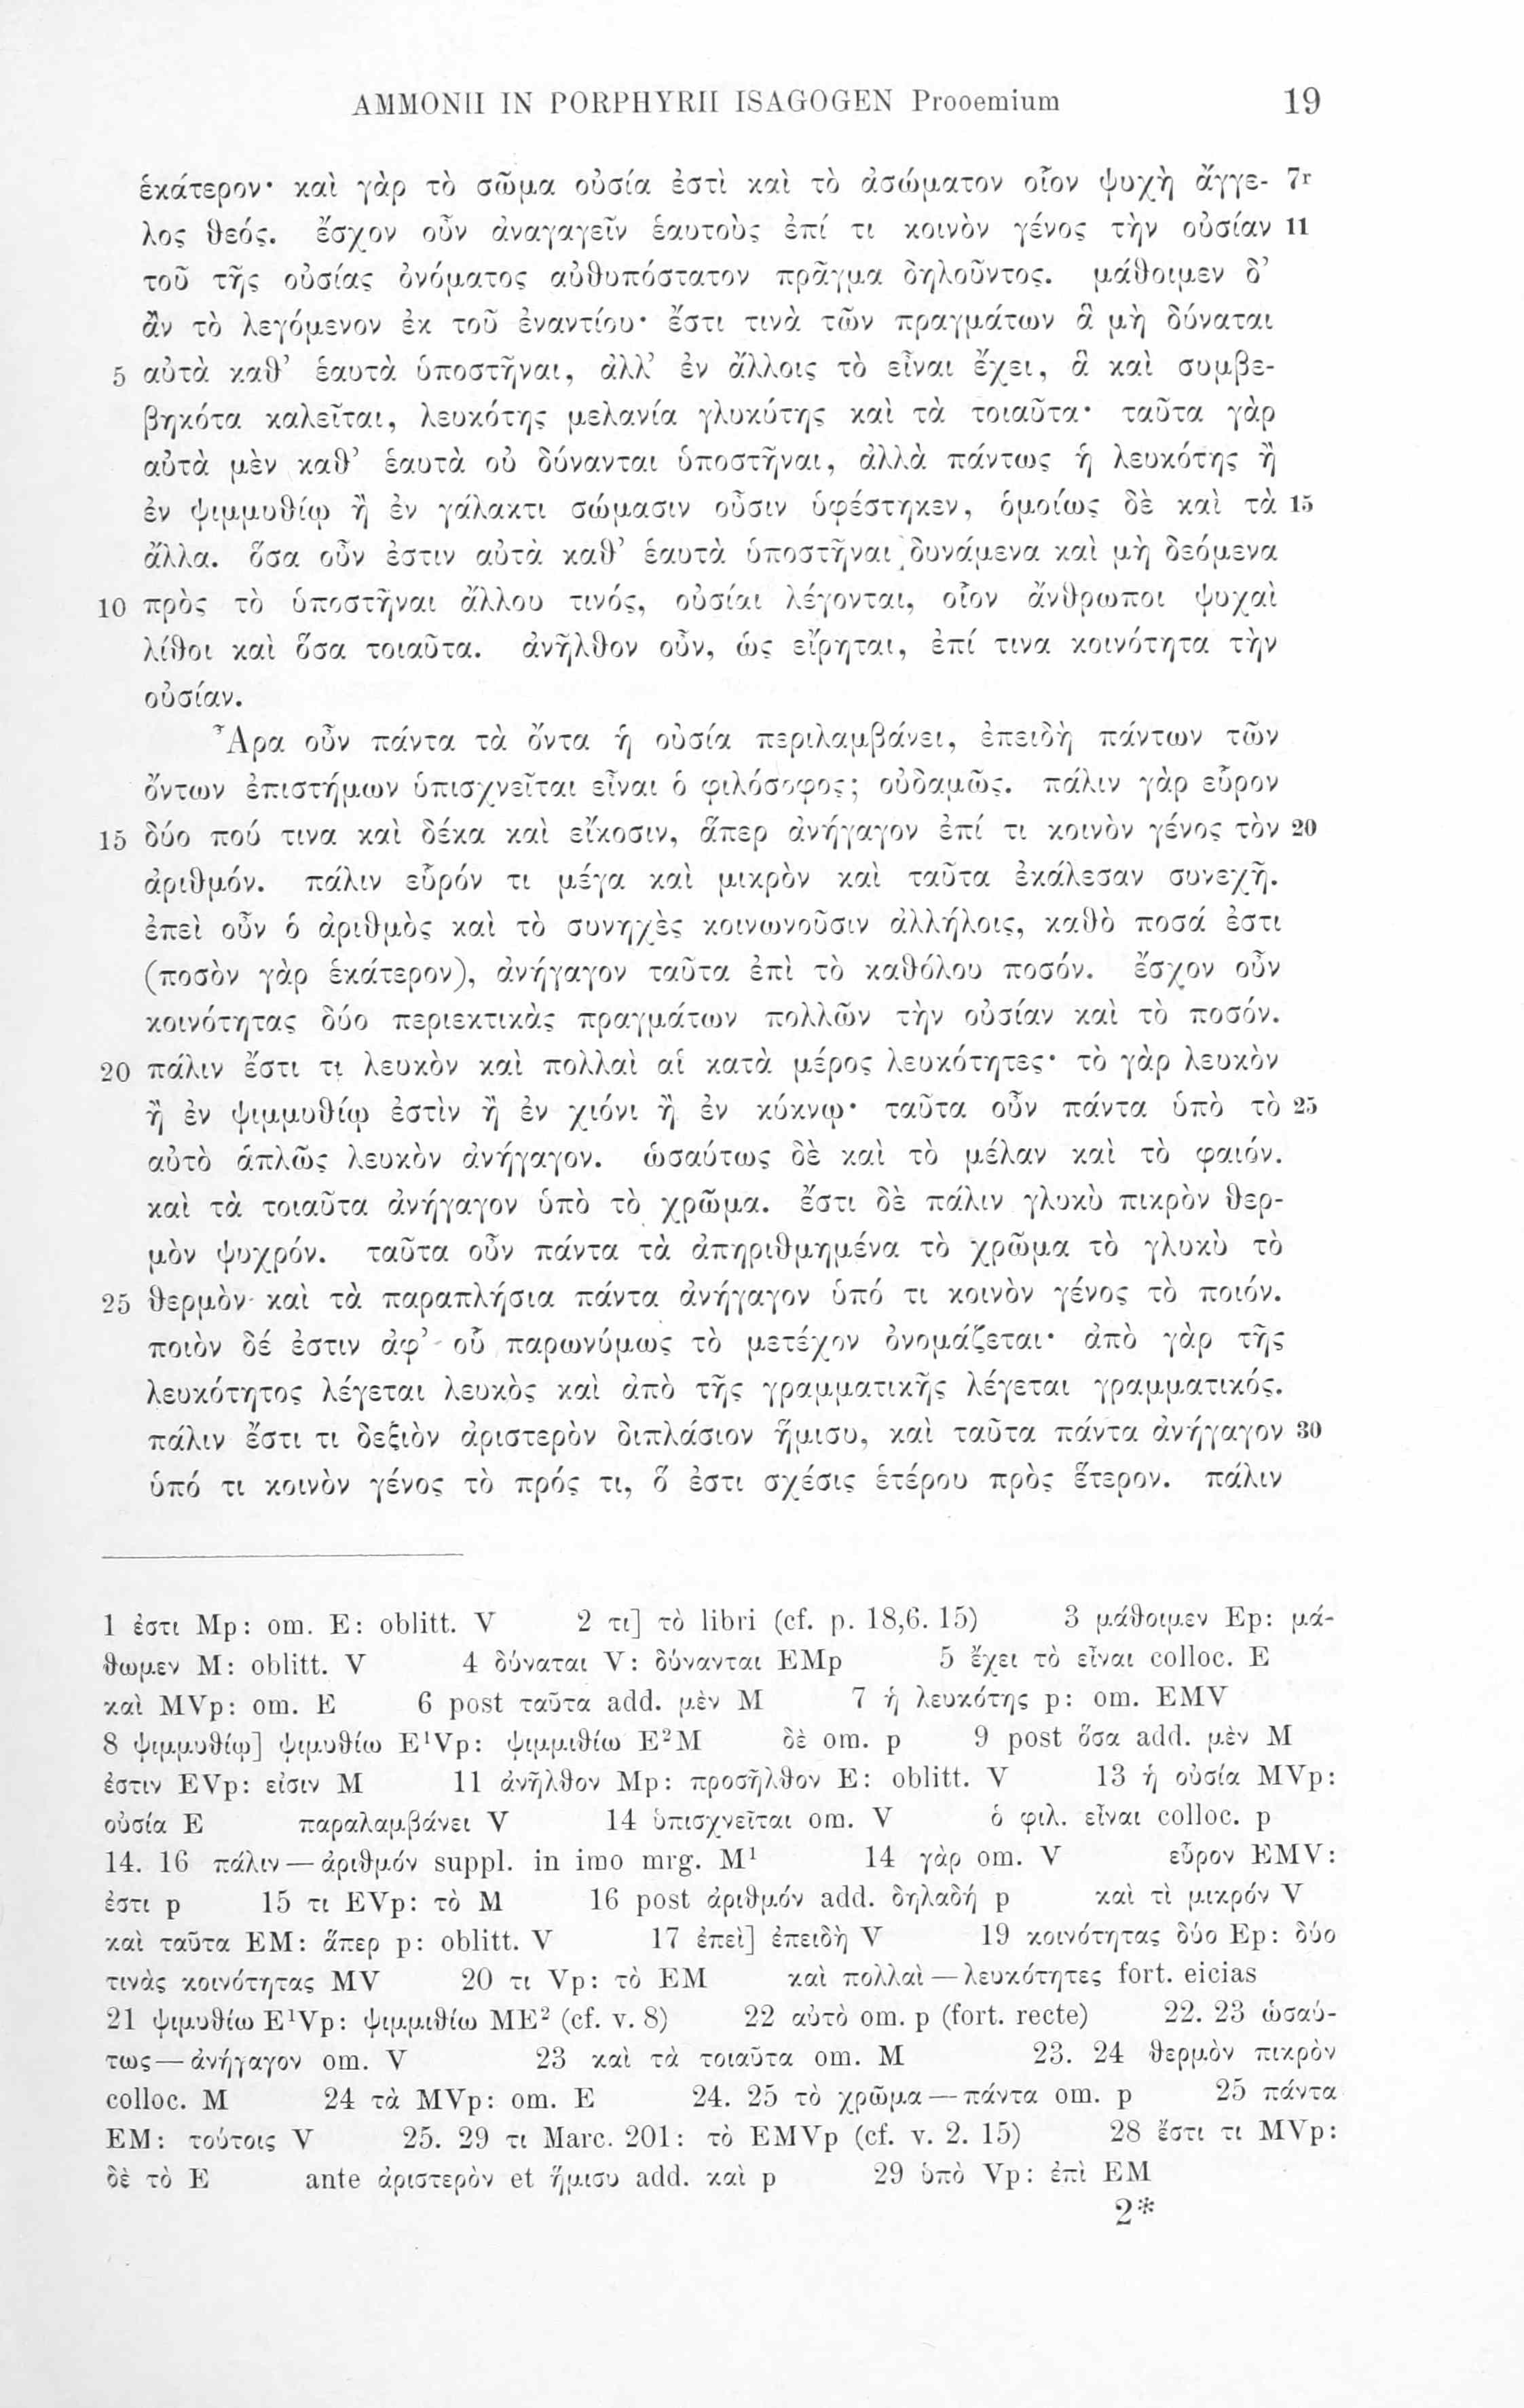 AMMONII IN PORPHYRII ISAGOGEN Prooemium 19
ἑκάτερον· καὶ γὰρ τὸ σῶμα οὐσία ἐστὶ καὶ τὸ ἀσώματον οἷον ψυχὴ ἄγγε- 7r
λος θεός. ἔσχον οὖν ἀναγαγεῖν ἑαυτοὺς ἐπί τι κοινὸν γένος τὴν οὐσίαν 11
τοῦ τῆς οὐσίας ὀνόματος αὐθυπόστατον πρᾶγμα δηλοῦντος. μάθοιμεν δ’
ἂν τὸ λεγόμενον ἐκ τοῦ ἐναντίου· ἔστι τινὰ τῶν πραγμάτων ἃ μὴ δύναται
5 αὐτὰ καθ’ ἑαυτὰ ὑποστῆναι, ἀλλ’ ἐν ἄλλοις τὸ εἶναι ἔχει, ἃ καὶ συμβε-
βηκότα καλεῖται, λευκότης μελανία γλυκύτης καὶ τὰ τοιαῦτα· ταῦτα γὰρ
αὐτὰ μὲν καθ’ ἑαυτὰ οὐ δύνανται ὑποστῆναι, ἀλλὰ πάντως ἡ λευκότης ἢ
ἐν ψιμμυθίῳ ἢ ἐν γάλακτι σώμασιν οὖσιν ὑφέστηκεν, ὁμοίως δὲ καὶ τὰ 15
ἄλλα. ὅσα οὖν ἐστιν αὐτὰ καθ’ ἑαυτὰ ὑποστῆναι δυνάμενα καὶ μὴ δεόμενα
10 πρὸς τὸ ὑποστῆναι ἄλλου τινός, οὐσίαι λέγονται, οἷον ἄνθρωποι ψυχαὶ
λίθοι καὶ ὅσα τοιαῦτα. ἀνῆλθον οὖν, ὡς εἴρηται, ἐπί τινα κοινότητα τὴν
οὐσίαν.
Ἆρα οὖν πάντα τὰ ὄντα ἡ οὐσία περιλαμβάνει, ἐπειδὴ πάντων τῶν
ὄντων ἐπιστήμων ὑπισχνεῖται εἶναι ὁ φιλόσοφος; οὐδαμῶς. πάλιν γὰρ εὗρον
15 δύο πού τινα καὶ δέκα καὶ εἴκοσιν, ἅπερ ἀνήγαγον ἐπί τι κοινὸν γένος τὸν 20
ἀριθμόν. πάλιν εὗρόν τι μέγα καὶ μικρὸν καὶ ταῦτα ἐκάλεσαν συνεχῆ.
ἐπεὶ οὖν ὁ ἀριθμὸς καὶ τὸ συνηχὲς κοινωνοῦσιν ἀλλήλοις, καθὸ ποσά ἐστι
(ποσὸν γὰρ ἑκάτερον), ἀνήγαγον ταῦτα ἐπὶ τὸ καθόλου ποσόν. ἔσχον οὖν
κοινότητας δύο περιεκτικὰς πραγμάτων πολλῶν τὴν οὐσίαν καὶ τὸ ποσόν.
20 πάλιν ἔστι τι λευκὸν καὶ πολλαὶ αἱ κατὰ μέρος λευκότητες· τὸ γὰρ λευκὸν
ἢ ἐν ψιμμυθίῳ ἐστὶν ἢ ἐν χιόνι ἢ ἐν κύκνῳ· ταῦτα οὖν πάντα ὑπὸ τὸ 25
αὐτὸ ἁπλῶς λευκὸν ἀνήγαγον. ὡσαύτως δὲ καὶ τὸ μέλαν καὶ τὸ φαιόν.
καὶ τὰ τοιαῦτα ἀνήγαγον ὑπὸ τὸ χρῶμα. ἔστι δὲ πάλιν γλυκὺ πικρὸν θερ-
μὸν ψυχρόν. ταῦτα οὖν πάντα τὰ ἀπηριθμημένα τὸ χρῶμα τὸ γλυκὺ τὸ
25 θερμὸν καὶ τὰ παραπλήσια πάντα ἀνήγαγον ὑπό τι κοινὸν γένος τὸ ποιόν.
ποιὸν δέ ἐστιν ἀφ’ οὗ παρωνύμως τὸ μετέχον ὀνομάζεται· ἀπὸ γὰρ τῆς
λευκότητος λέγεται λευκὸς καὶ ἀπὸ τῆς γραμματικῆς λέγεται γραμματικός.
πάλιν ἔστι τι δεξιὸν ἀριστερὸν διπλάσιον ἥμισυ, καὶ ταῦτα πάντα ἀνήγαγον 30
ὑπό τι κοινὸν γένος τὸ πρός τι, ὅ ἐστι σχέσις ἑτέρου πρὸς ἕτερον. πάλιν
1 ἐστι Mp: om. E: oblitt. V 2 τι] τὸ libri (cf. p. 18,6. 15) 3 μάθοιμεν Ep: μά-
θωμεν M: oblitt. V 4 δύναται V: δύνανται EMp 5 ἔχει τὸ εἶναι colloc. E
καὶ MVp: om. E 6 post ταῦτα add. μὲν M 7 ἡ λευκότης p: om. EMV
8 ψιμμυθίῳ] ψιμυθίω E¹Vp: ψιμμιθίω E²M δὲ om. p 9 post ὅσα add. μὲν M
ἐστιν EVp: εἰσιν M 11 ἀνῆλθον Mp: προσῆλθον E: oblitt. V 13 ἡ οὐσία MVp:
οὐσία E παραλαμβάνει V 14 ὑπισχνεῖται om. V ὁ φιλ. εἶναι colloc. p
14. 16 πάλιν — ἀριθμόν suppl. in imo mrg. M¹ 14 γὰρ om. V εὗρον EMV:
ἐστι p 15 τι EVp: τὸ M 16 post ἀριθμόν add. δηλαδή p καὶ τὶ μικρόν V
καὶ ταῦτα EM: ἅπερ p: oblitt. V 17 ἐπεὶ] ἐπειδὴ V 19 κοινότητας δύο Ep: δύο
τινὰς κοινότητας MV 20 τι Vp: τὸ EM καὶ πολλαὶ — λευκότητες fort. eicias
21 ψιμυθίω E¹Vp: ψιμμιθίω ME² (cf. v. 8) 22 αὐτὸ om. p (fort. recte) 22. 23 ὡσαύ-
τως — ἀνήγαγον om. V 23 καὶ τὰ τοιαῦτα om. M 23. 24 θερμὸν πικρὸν
colloc. M 24 τὰ MVp: om. E 24. 25 τὸ χρῶμα — πάντα om. p 25 πάντα
EM: τούτοις V 25. 29 τι Marc. 201: τὸ EMVp (cf. v. 2. 15) 28 ἔστι τι MVp:
δὲ τὸ E ante ἀριστερὸν et ἥμισυ add. καὶ p 29 ὑπὸ Vp: ἐπὶ EM
2*